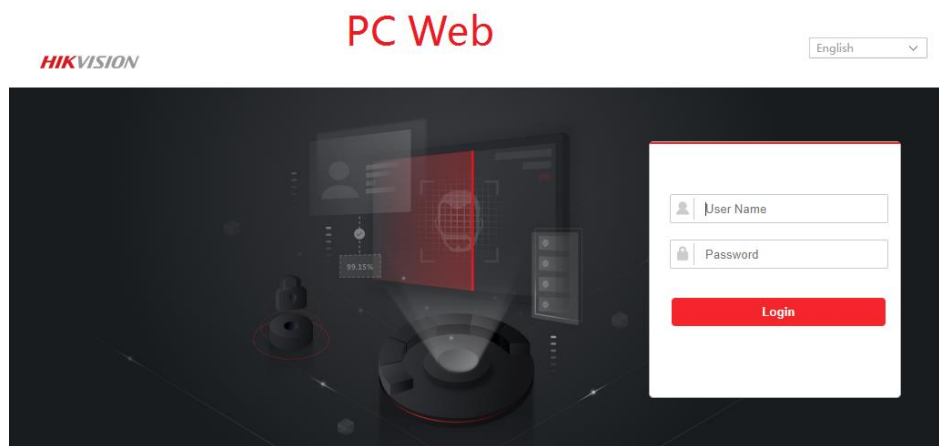 PC Web
HIKVISION
English
User Name
Password
Login
99.15%